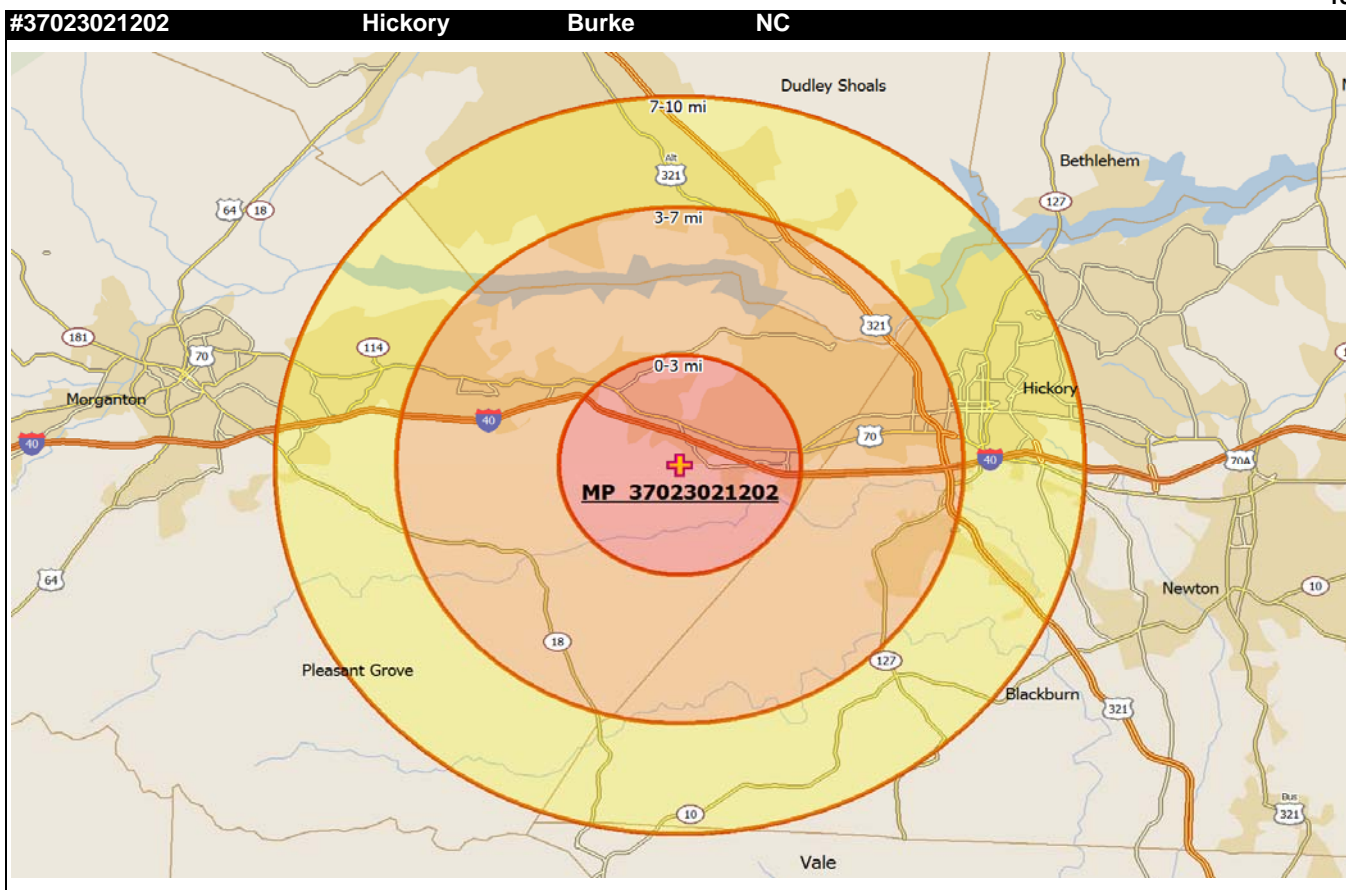 #37023021202 Hickory Burke NC
Dudley Shoals
7-10 mi
Bethlehem
Alt
321
127
64 18
3-7 mi
181
114
321
70
0-3 mi
Morganton
Hickory
40
40
70
40
70A
MP 37023021202
64
Newton
10
18
Pleasant Grove
127
Blackburn
321
Bus
321
10
Vale